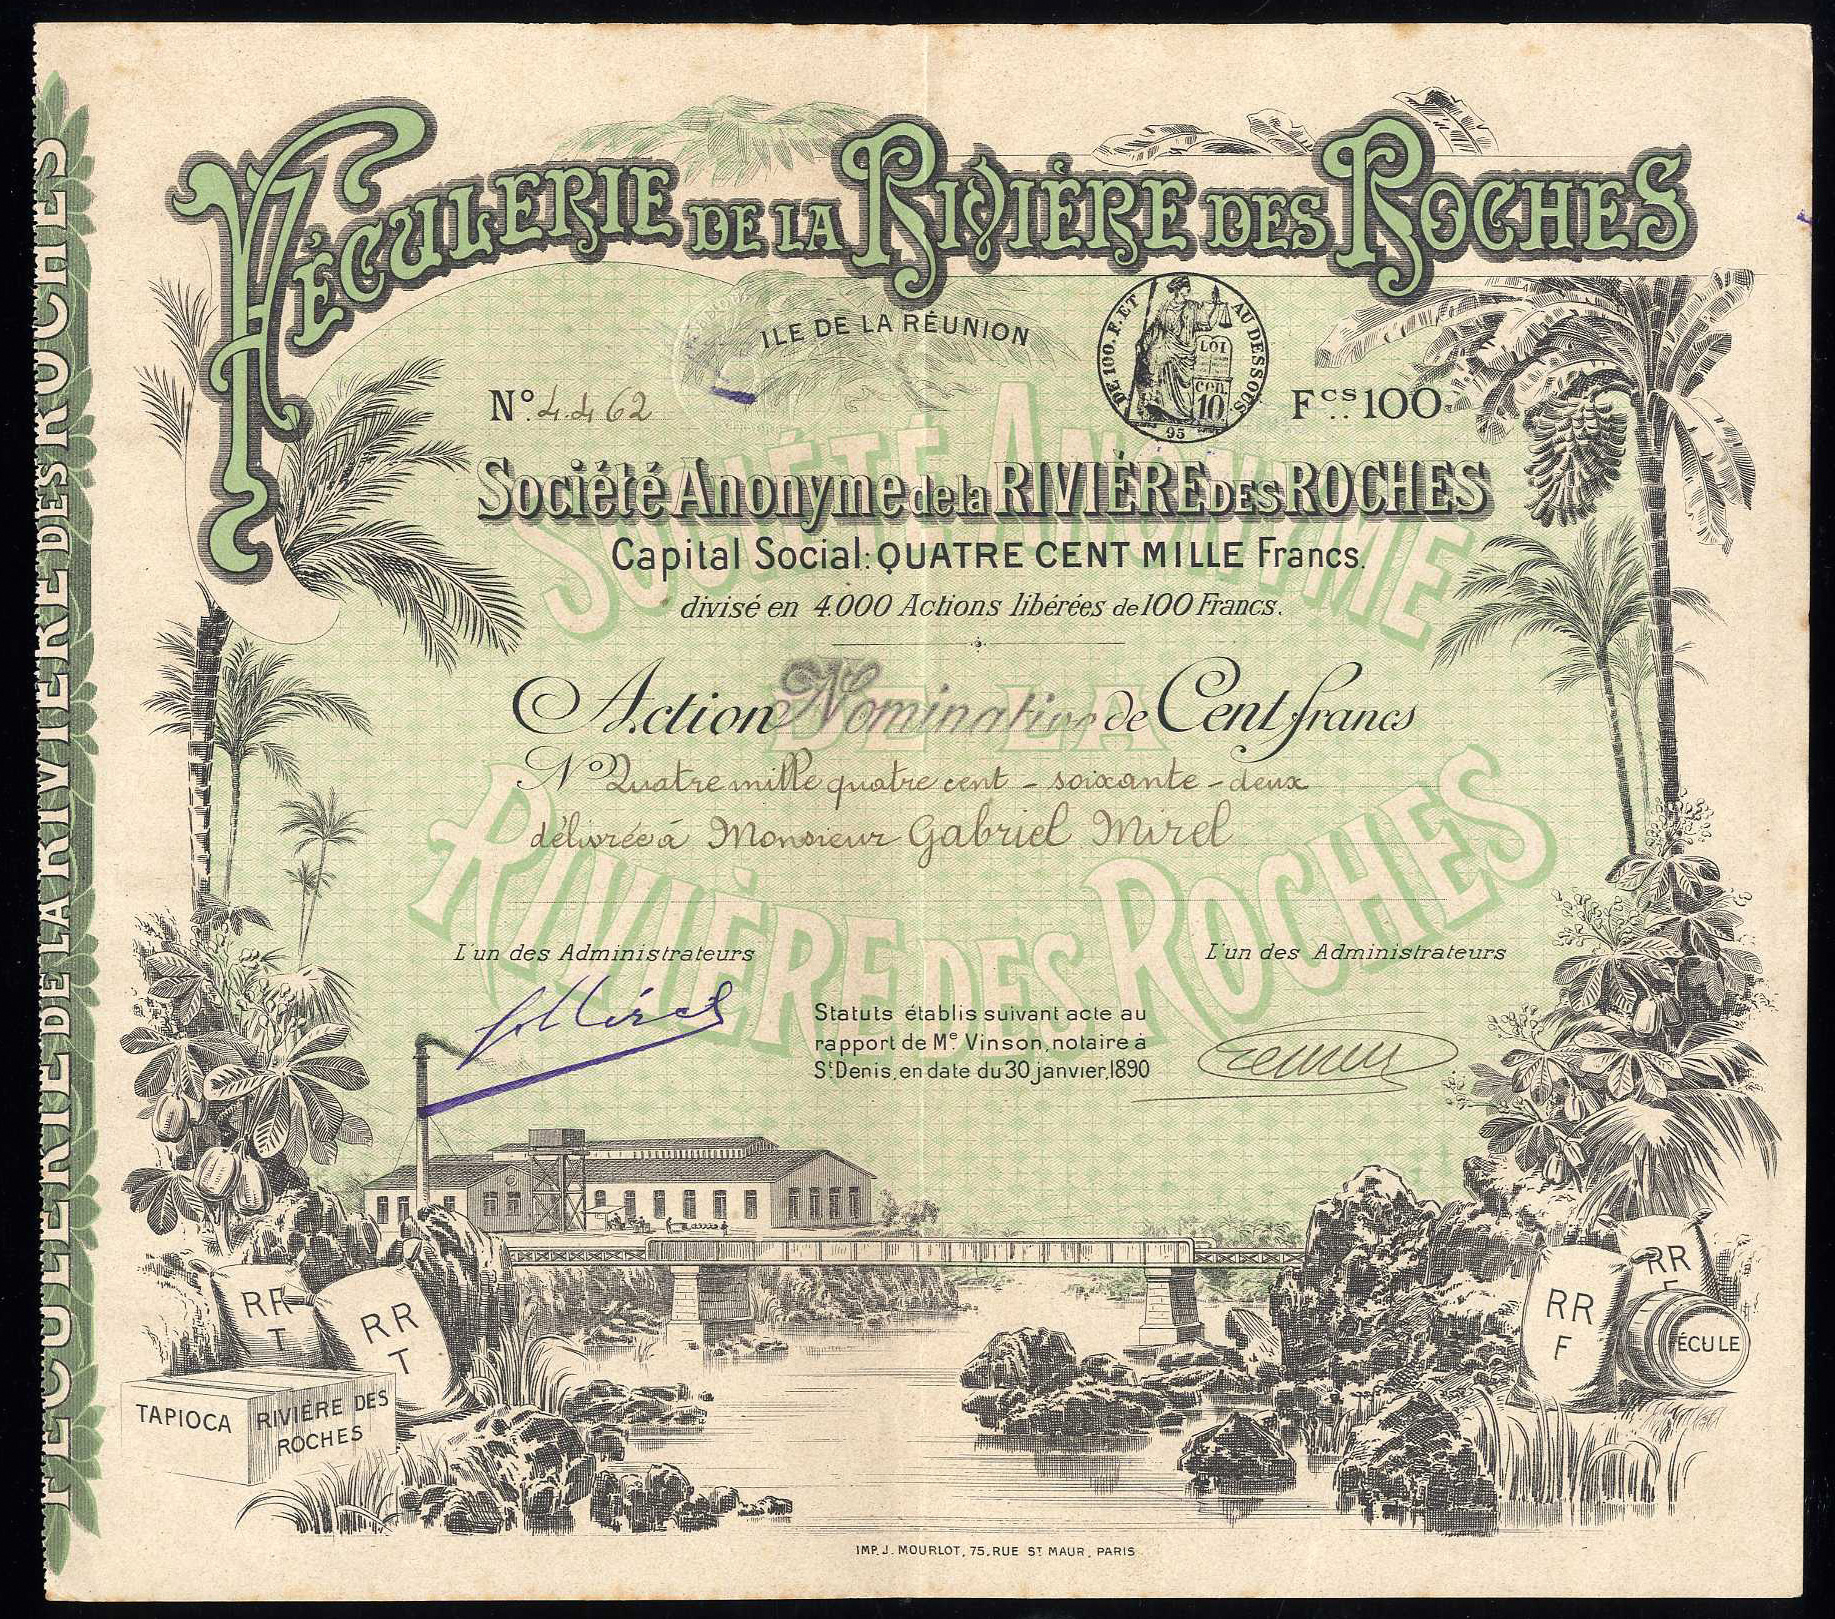 FÉCULERIE DE LA RIVIÈRE DES ROCHES
FÉCULERIE DE LA RIVIÈRE DES ROCHES
ILE DE LA RÉUNION
DE 100. F. ET AU DESSOUS
LOI
CEN
10
95
N° 4.462
Fcs 100
Société Anonyme de la RIVIÈRE DES ROCHES
Capital Social: QUATRE CENT MILLE Francs.
divisé en 4.000 Actions libérées de 100 Francs.
SOCIÉTÉ ANONYME
DE LA
RIVIÈRE DES ROCHES
Action Nominative de Cent francs
N° Quatre mille quatre cent - soixante - deux
délivrée à Monsieur Gabriel Mirel
L'un des Administrateurs
L'un des Administrateurs
Statuts établis suivant acte au
rapport de Me Vinson, notaire à
St Denis, en date du 30 janvier, 1890
RR
T
RR
T
TAPIOCA
RIVIÈRE DES
ROCHES
RR
F
RR
F
FÉCULE
IMP. J. MOURLOT, 75, RUE ST MAUR, PARIS